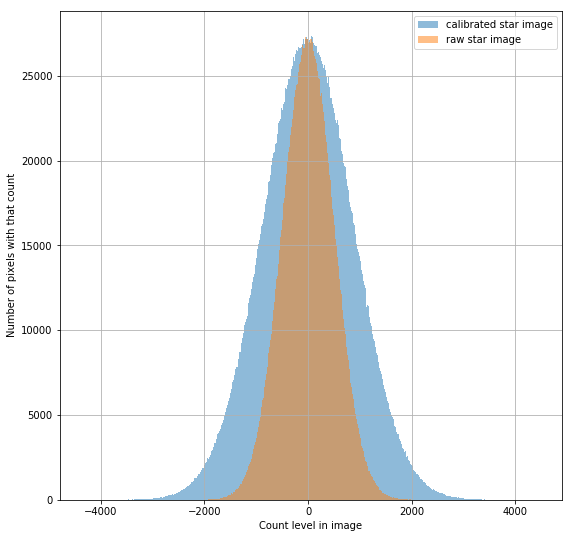 calibrated star image
raw star image
25000
20000
15000
10000
5000
0
Number of pixels with that count
−4000 −2000 0 2000 4000
Count level in image